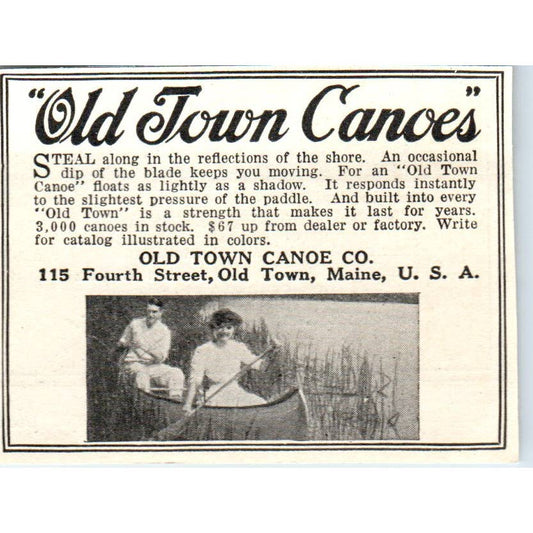 "Old Town Canoes"
STEAL along in the reflections of the shore. An occasional
dip of the blade keeps you moving. For an "Old Town
Canoe" floats as lightly as a shadow. It responds instantly
to the slightest pressure of the paddle. And built into every
"Old Town" is a strength that makes it last for years.
3,000 canoes in stock. $67 up from dealer or factory. Write
for catalog illustrated in colors.
OLD TOWN CANOE CO.
115 Fourth Street, Old Town, Maine, U. S. A.